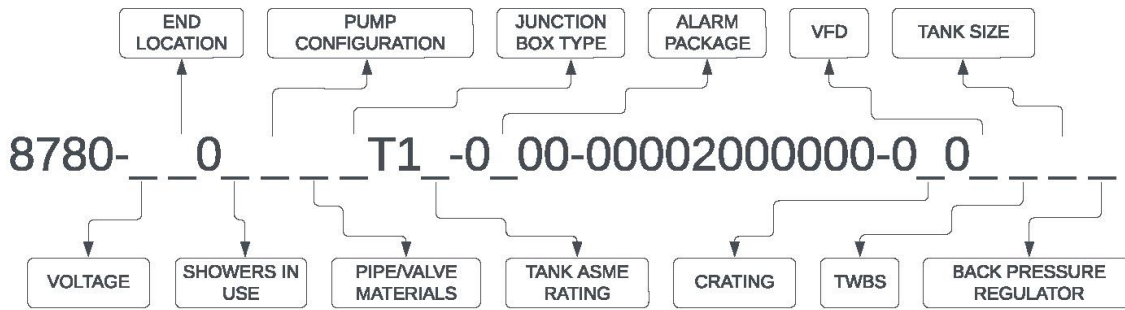 END
LOCATION
PUMP
CONFIGURATION
JUNCTION
BOX TYPE
ALARM
PACKAGE
VFD
TANK SIZE
8780-_ _0_ _ _ _T1_-0_00-00002000000-0_0_ _ _ _
VOLTAGE
SHOWERS IN
USE
PIPE/VALVE
MATERIALS
TANK ASME
RATING
CRATING
TWBS
BACK PRESSURE
REGULATOR